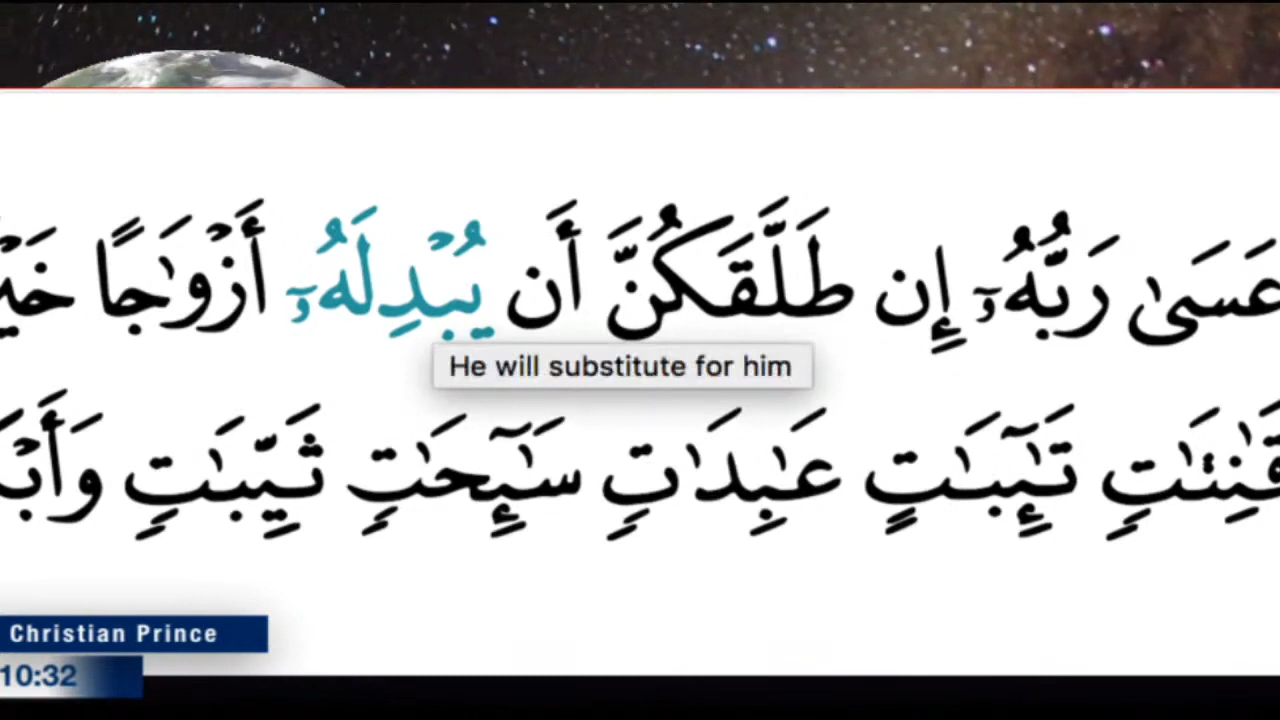 عَسَىٰ رَبُّهُۥٓ إِن طَلَّقَكُنَّ أَن يُبْدِلَهُۥٓ أَزْوَٰجًا
He will substitute for him
قَٰنِتَٰتٍ تَٰٓئِبَٰتٍ عَٰبِدَٰتٍ سَٰٓئِحَٰتٍ ثَيِّبَٰتٍ
Christian Prince
10:32